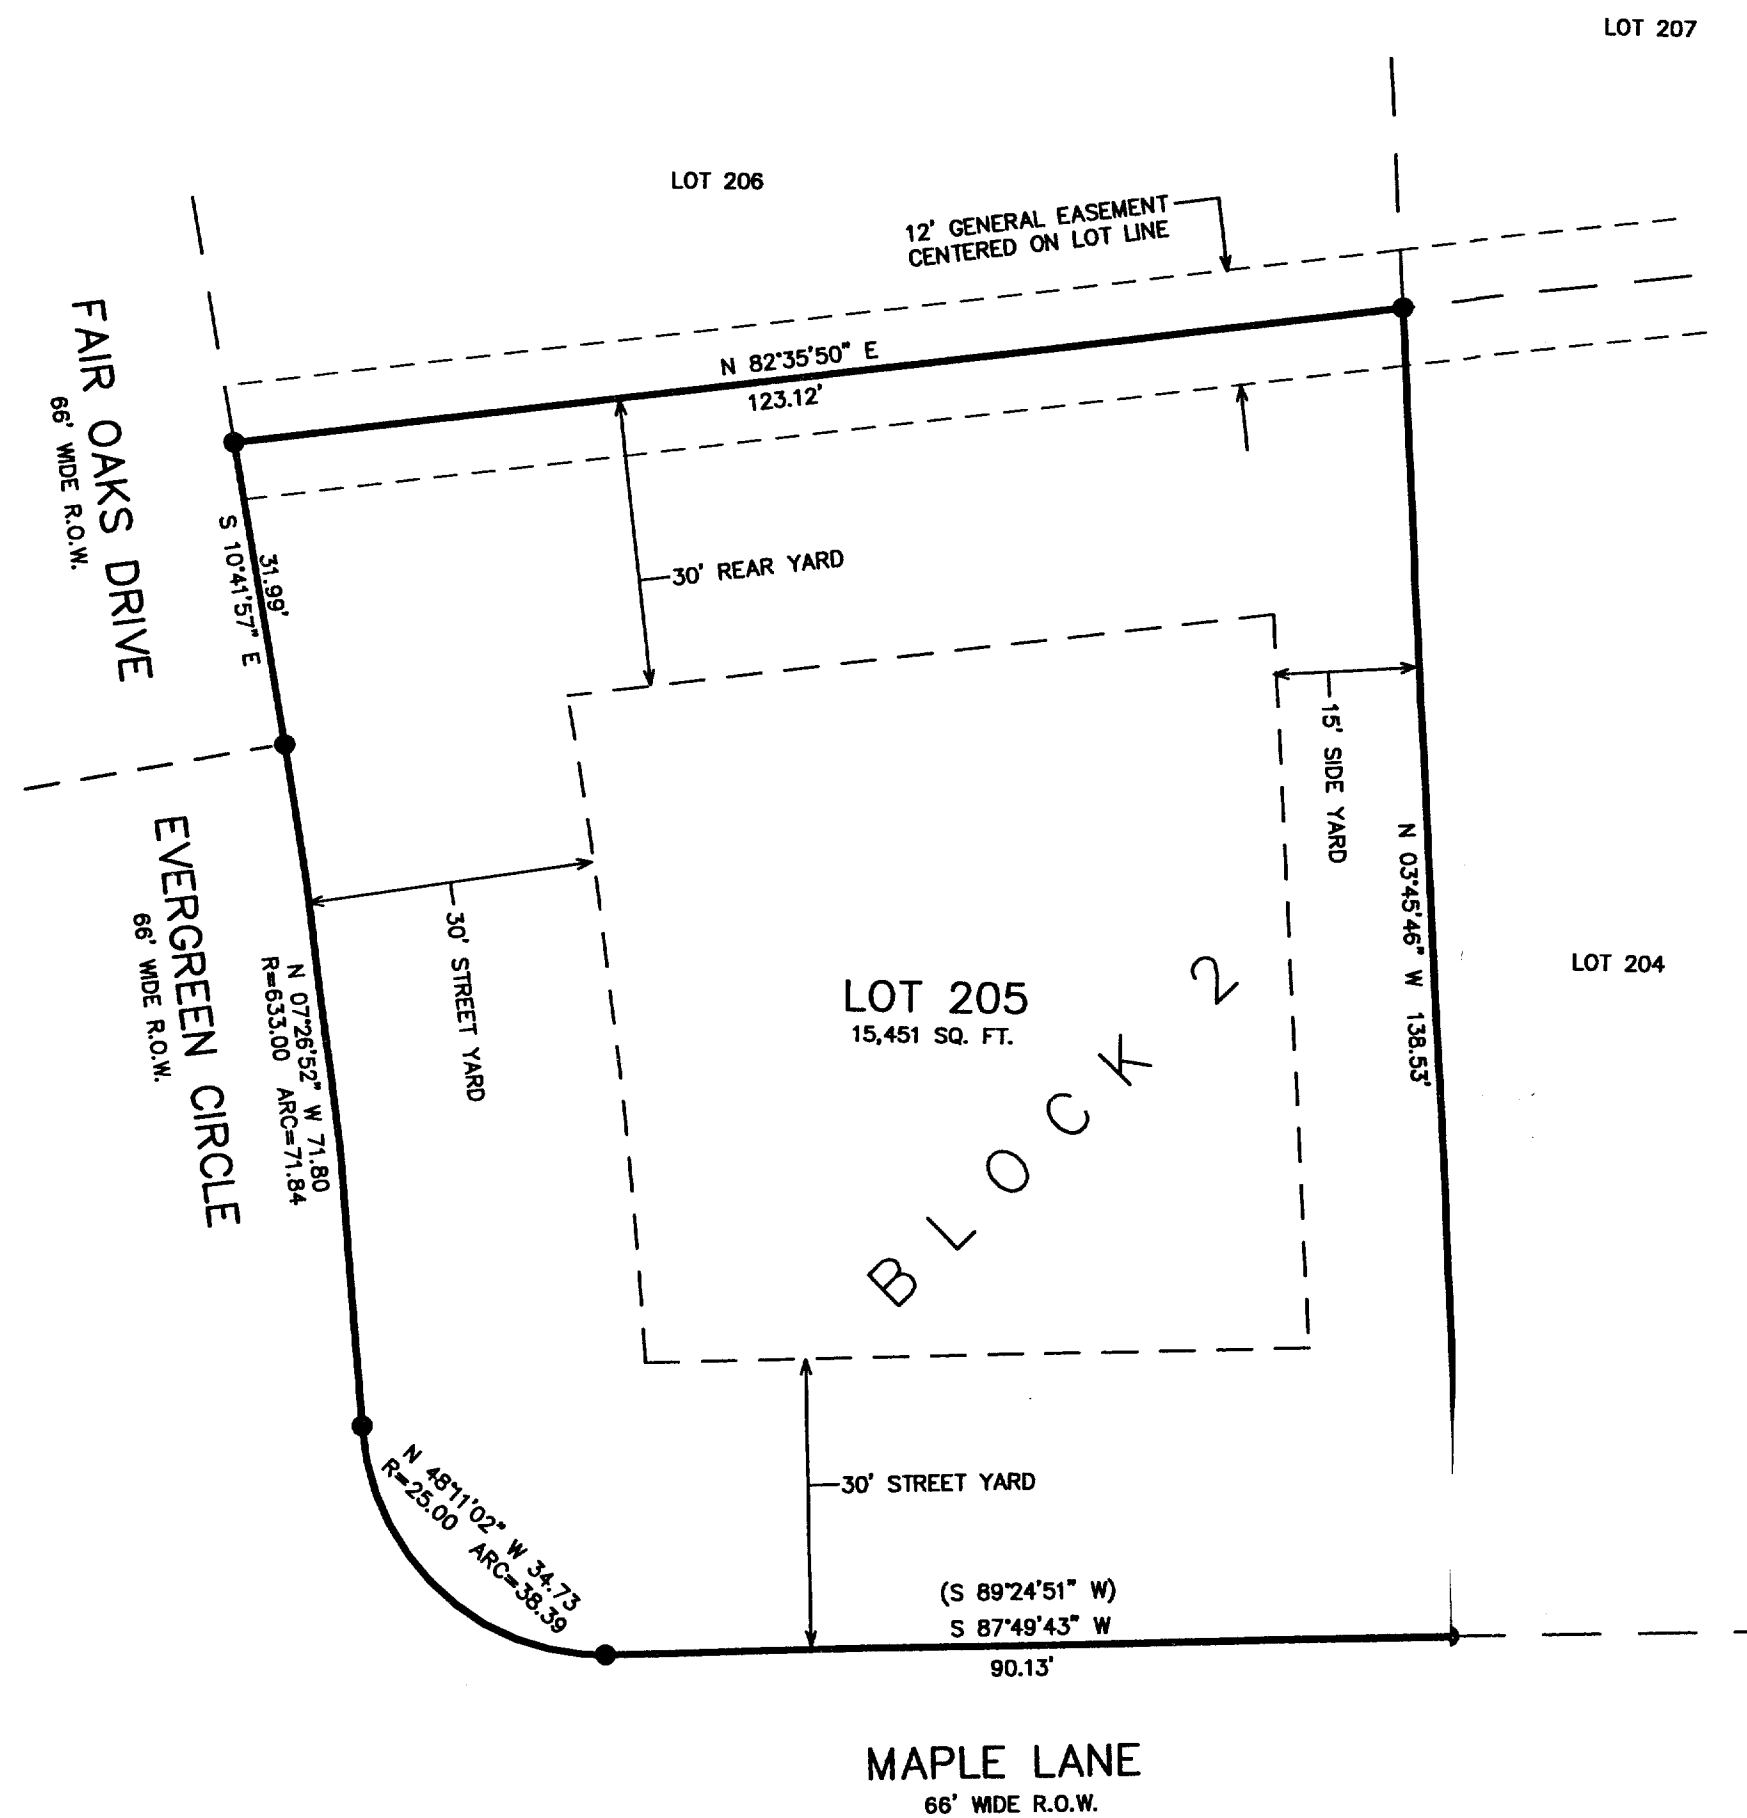 LOT 207
LOT 206
12' GENERAL EASEMENT
CENTERED ON LOT LINE
N 82°35'50" E
123.12'
FAIR OAKS DRIVE
66' WIDE R.O.W.
31.99'
S 10°41'57" E
30' REAR YARD
15' SIDE YARD
N 03°45'46" W 138.53'
EVERGREEN CIRCLE
66' WIDE R.O.W.
30' STREET YARD
N 07°26'52" W 71.80
R=633.00 ARC=71.84
LOT 205
15,451 SQ. FT.
BLOCK 2
LOT 204
N 48°11'02" W 34.73
R=25.00 ARC=38.39
30' STREET YARD
(S 89°24'51" W)
S 87°49'43" W
90.13'
MAPLE LANE
66' WIDE R.O.W.